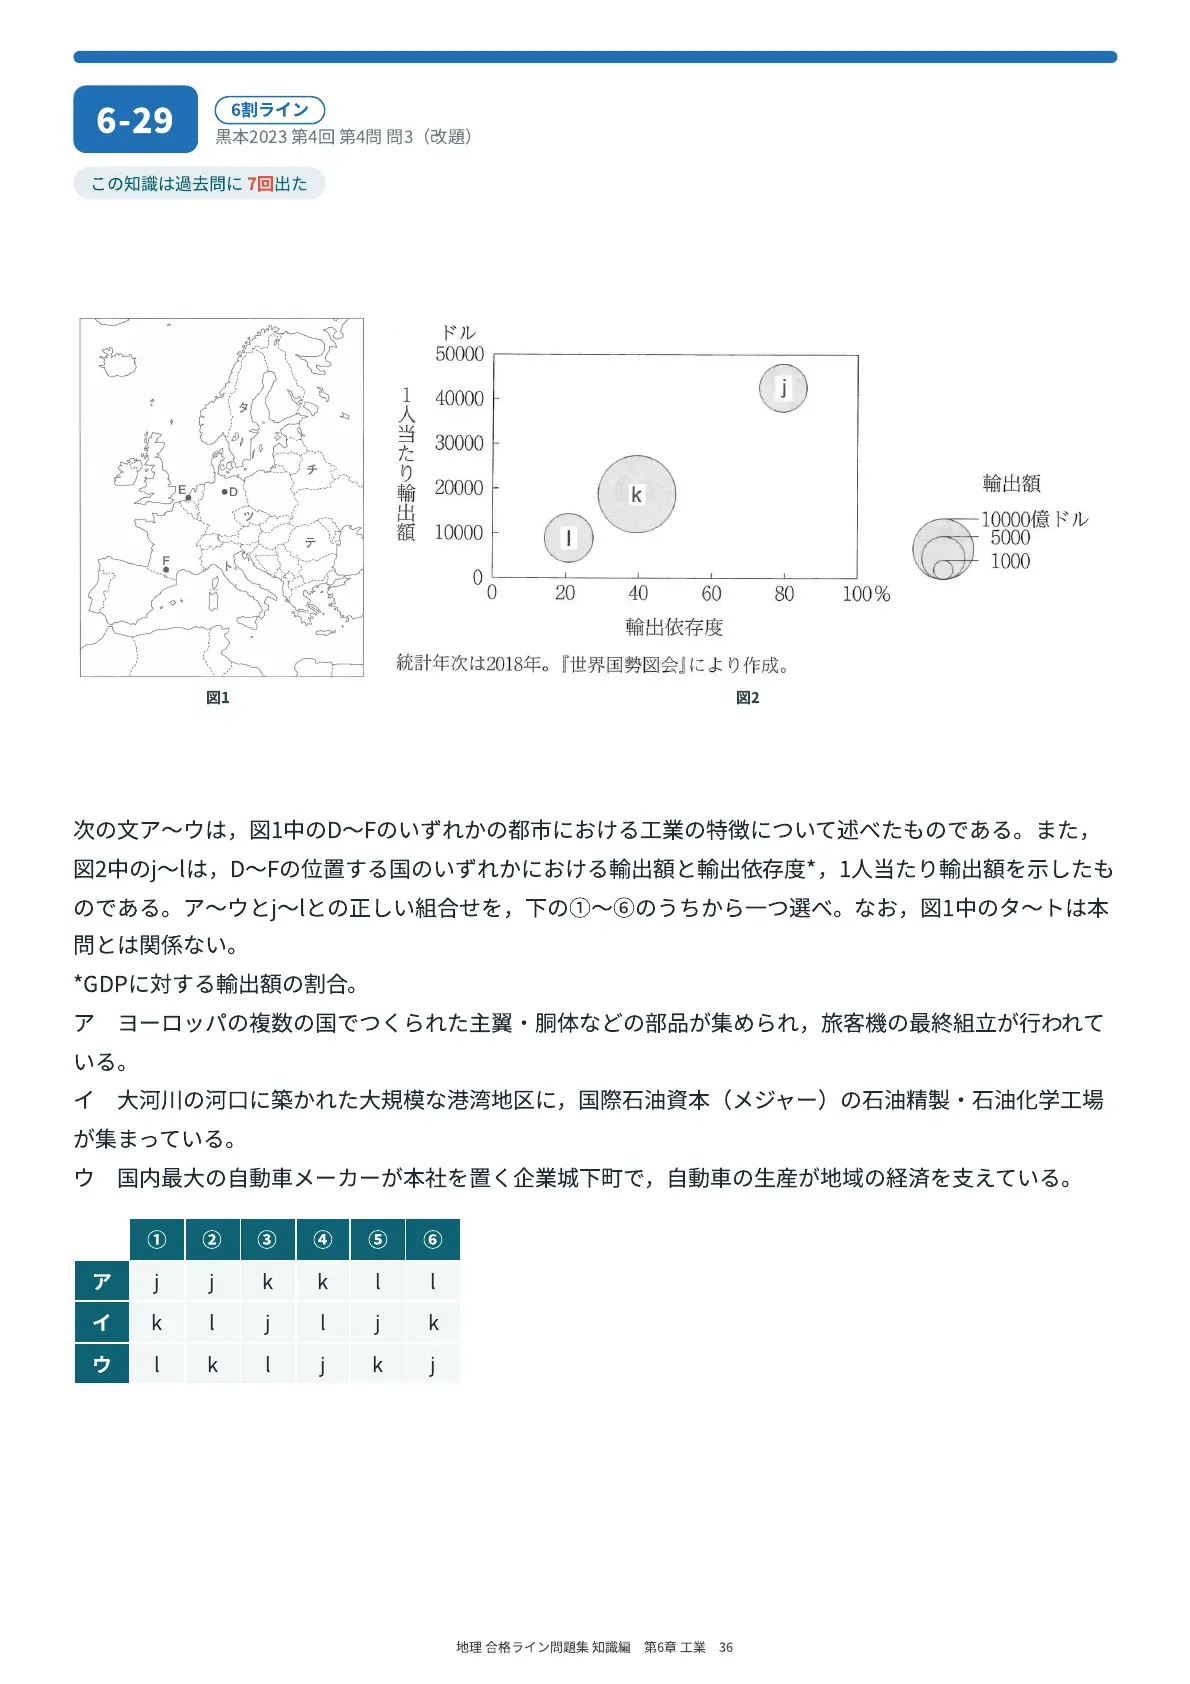 6-29
6割ライン
黒本2023 第4回 第4問 問3（改題）
この知識は過去問に 7回出た
タ
チ
E
D
ツ
テ
F
ト
ドル
50000
40000
30000
20000
10000
0
1人当たり輸出額
j
k
l
0 20 40 60 80 100%
輸出依存度
輸出額
10000億ドル
5000
1000
統計年次は2018年。『世界国勢図会』により作成。
図1
図2
次の文ア～ウは，図1中のD～Fのいずれかの都市における工業の特徴について述べたものである。また，
図2中のj～lは，D～Fの位置する国のいずれかにおける輸出額と輸出依存度*，1人当たり輸出額を示したも
のである。ア～ウとj～lとの正しい組合せを，下の①～⑥のうちから一つ選べ。なお，図1中のタ～トは本
問とは関係ない。
*GDPに対する輸出額の割合。
ア　ヨーロッパの複数の国でつくられた主翼・胴体などの部品が集められ，旅客機の最終組立が行われて
いる。
イ　大河川の河口に築かれた大規模な港湾地区に，国際石油資本（メジャー）の石油精製・石油化学工場
が集まっている。
ウ　国内最大の自動車メーカーが本社を置く企業城下町で，自動車の生産が地域の経済を支えている。
① ② ③ ④ ⑤ ⑥
ア j j k k l l
イ k l j l j k
ウ l k l j k j
地理 合格ライン問題集 知識編　第6章 工業　36